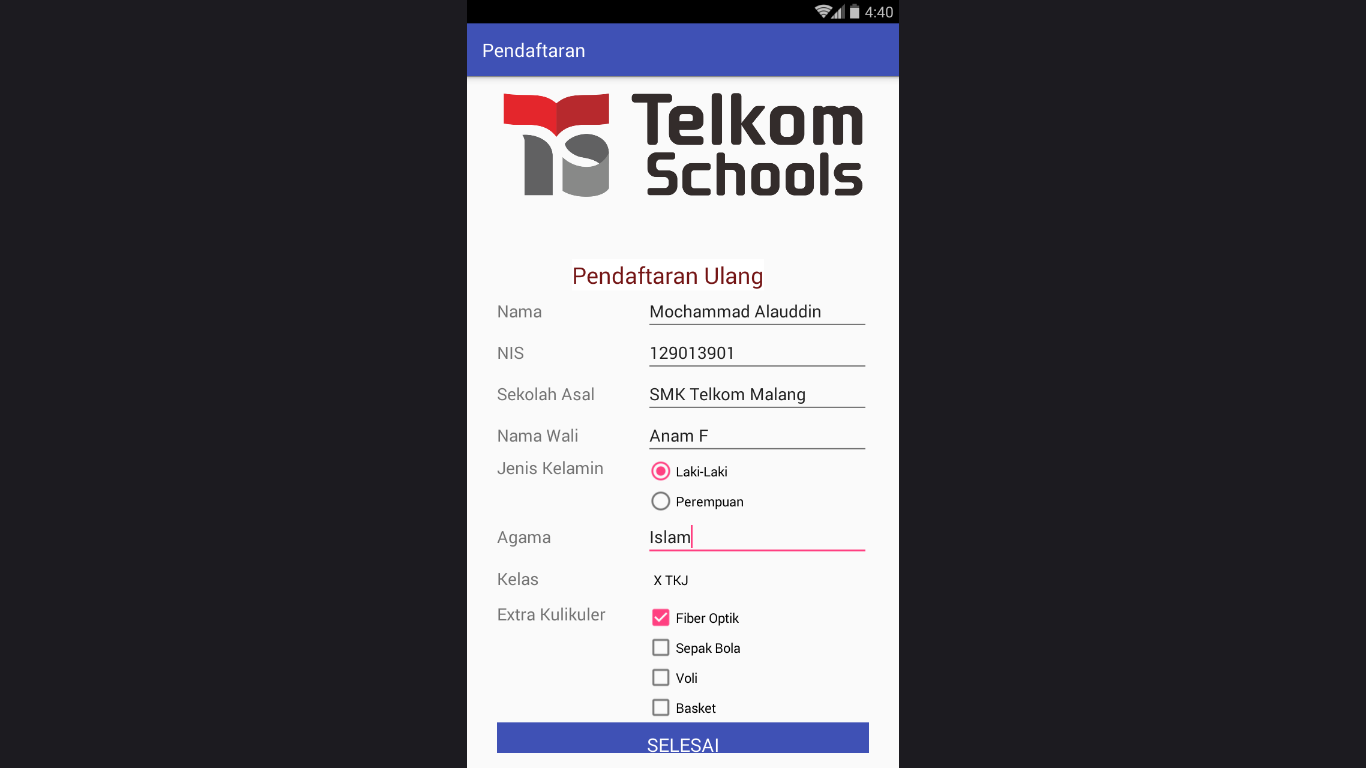 4:40
Pendaftaran
Telkom
Schools
Pendaftaran Ulang
Nama Mochammad Alauddin
NIS 129013901
Sekolah Asal SMK Telkom Malang
Nama Wali Anam F
Jenis Kelamin Laki-Laki
Perempuan
Agama Islam
Kelas X TKJ
Extra Kulikuler Fiber Optik
Sepak Bola
Voli
Basket
SELESAI